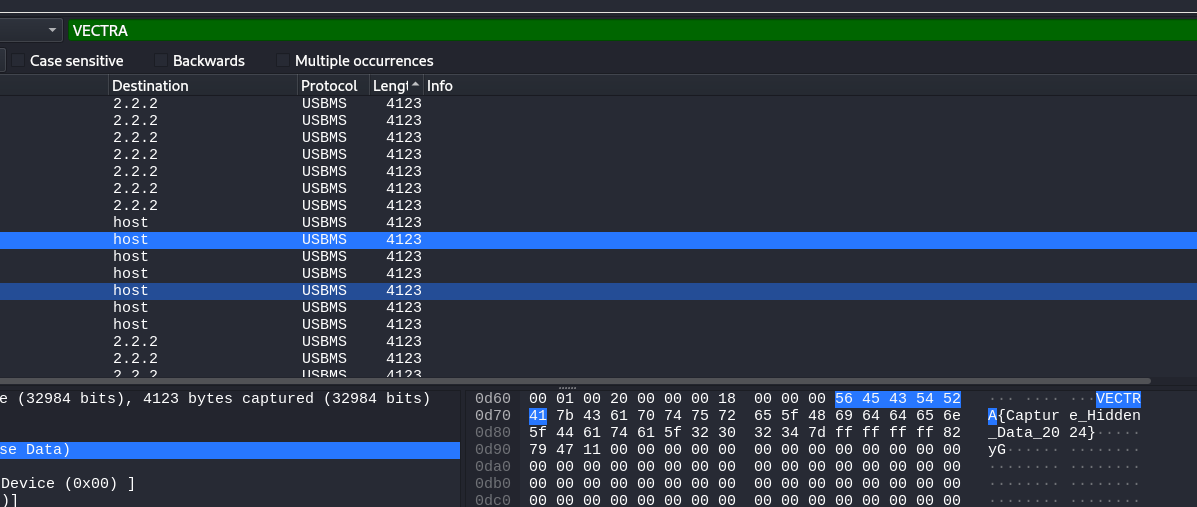 VECTRA
Case sensitive Backwards Multiple occurrences
Destination Protocol Lengt Info
2.2.2 USBMS 4123
2.2.2 USBMS 4123
2.2.2 USBMS 4123
2.2.2 USBMS 4123
2.2.2 USBMS 4123
2.2.2 USBMS 4123
2.2.2 USBMS 4123
host USBMS 4123
host USBMS 4123
host USBMS 4123
host USBMS 4123
host USBMS 4123
host USBMS 4123
host USBMS 4123
2.2.2 USBMS 4123
2.2.2 USBMS 4123
2.2.2 USBMS 4123
e (32984 bits), 4123 bytes captured (32984 bits) 0d60 00 01 00 20 00 00 00 18 00 00 00 56 45 43 54 52 ··· ···· ···VECTR
0d70 41 7b 43 61 70 74 75 72 65 5f 48 69 64 64 65 6e A{Captur e_Hidden
0d80 5f 44 61 74 61 5f 32 30 32 34 7d ff ff ff ff 82 _Data_20 24}·····
se Data) 0d90 79 47 11 00 00 00 00 00 00 00 00 00 00 00 00 00 yG······ ········
0da0 00 00 00 00 00 00 00 00 00 00 00 00 00 00 00 00 ········ ········
Device (0x00) ] 0db0 00 00 00 00 00 00 00 00 00 00 00 00 00 00 00 00 ········ ········
)] 0dc0 00 00 00 00 00 00 00 00 00 00 00 00 00 00 00 00 ········ ········